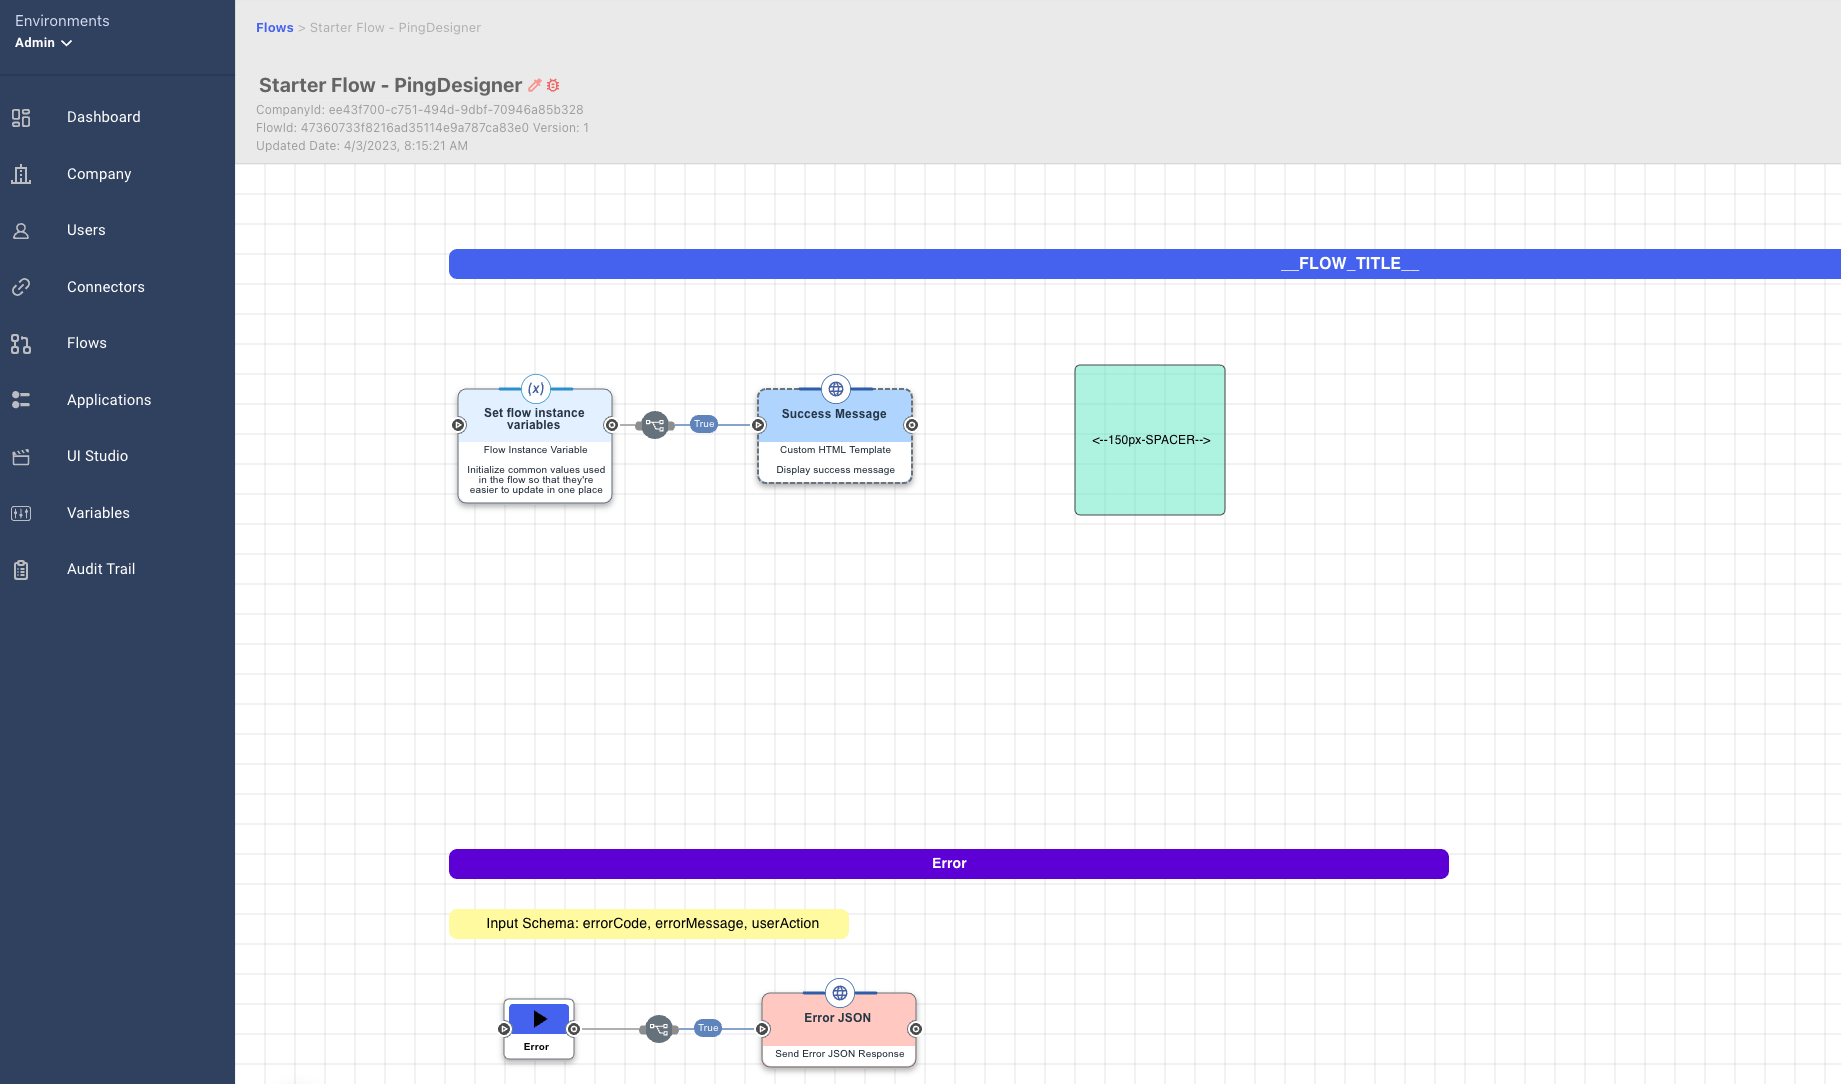 Environments
Admin
Dashboard
Company
Users
Connectors
Flows
Applications
UI Studio
Variables
Audit Trail
Flows > Starter Flow - PingDesigner
Starter Flow - PingDesigner
CompanyId: ee43f700-c751-494d-9dbf-70946a85b328
FlowId: 47360733f8216ad35114e9a787ca83e0 Version: 1
Updated Date: 4/3/2023, 8:15:21 AM
__FLOW_TITLE__
(x)
Set flow instance
variables
Flow Instance Variable
Initialize common values used
in the flow so that they're
easier to update in one place
True
Success Message
Custom HTML Template
Display success message
<--150px-SPACER-->
Error
Input Schema: errorCode, errorMessage, userAction
Error
True
Error JSON
Send Error JSON Response